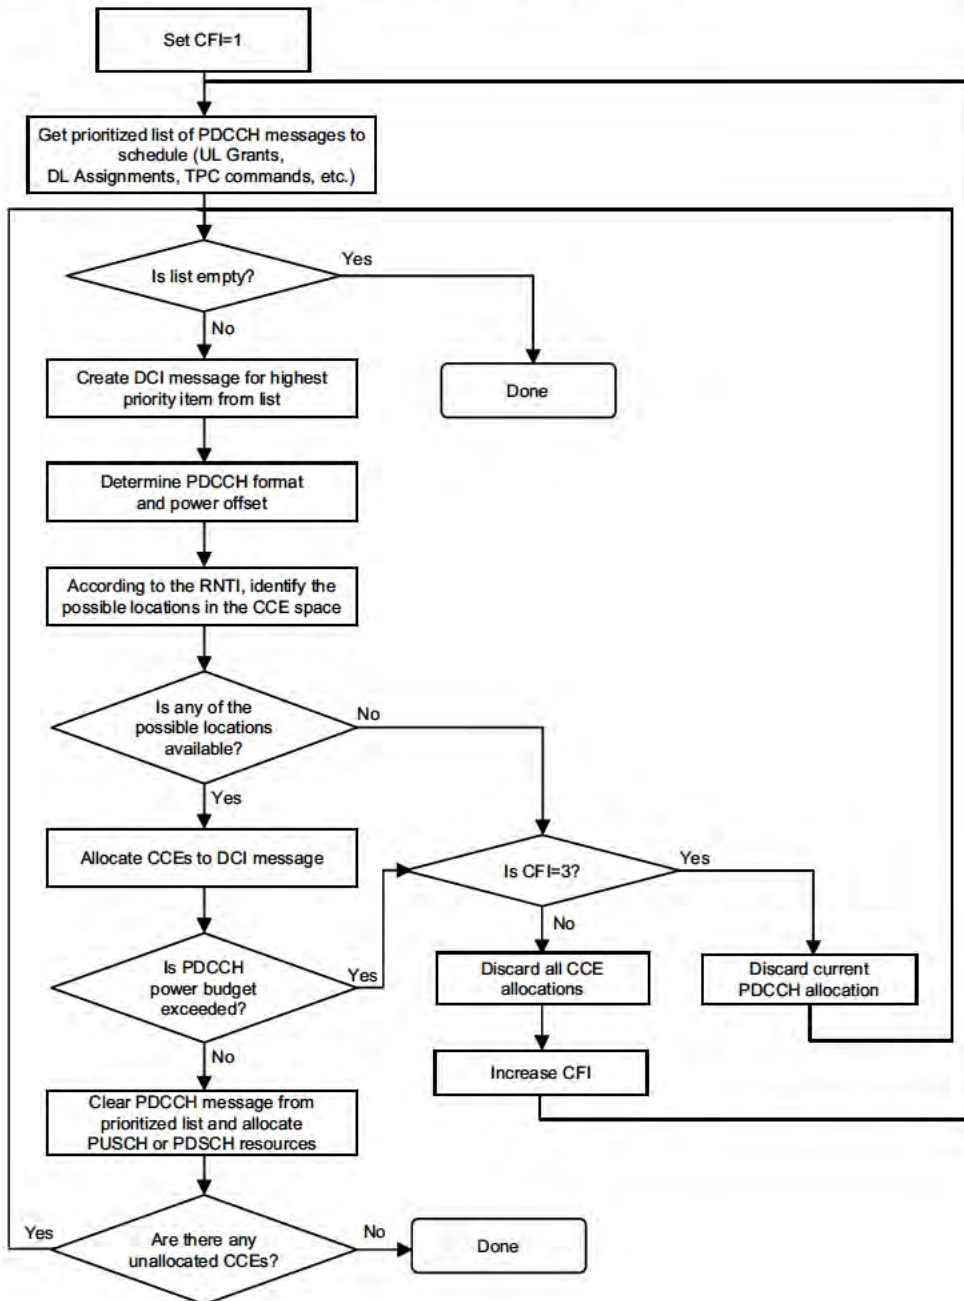 Set CFI=1
Get prioritized list of PDCCH messages to
schedule (UL Grants,
DL Assignments, TPC commands, etc.)
Is list empty?
Yes
No
Create DCI message for highest
priority item from list
Done
Determine PDCCH format
and power offset
According to the RNTI, identify the
possible locations in the CCE space
Is any of the
possible locations
available?
No
Yes
Allocate CCEs to DCI message
Is CFI=3?
Yes
No
Is PDCCH
power budget
exceeded?
Yes
No
Discard all CCE
allocations
Discard current
PDCCH allocation
Increase CFI
Clear PDCCH message from
prioritized list and allocate
PUSCH or PDSCH resources
Are there any
unallocated CCEs?
Yes
No
Done